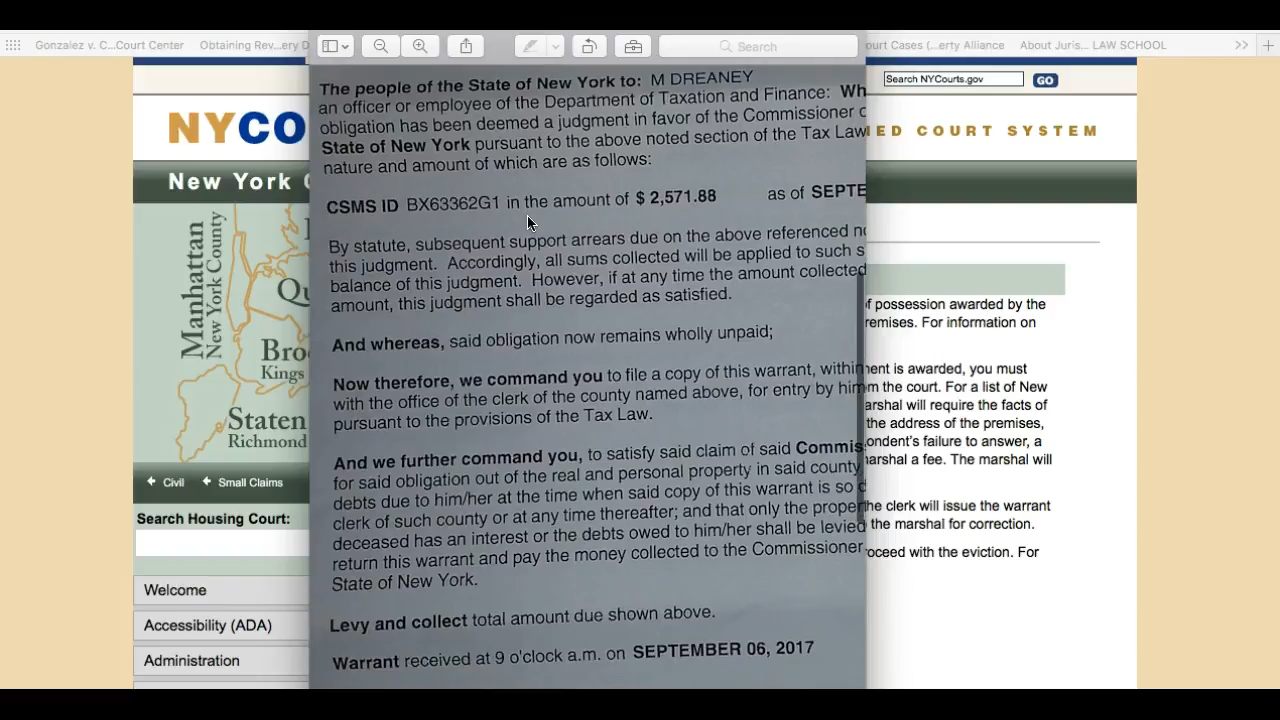 Gonzalez v. C...Court Center
Obtaining Rev...ery D
Search
ourt Cases (...erty Alliance
About Juris... LAW SCHOOL
Search NYCourts.gov
GO
NYCO
IED COURT SYSTEM
New York C
Manhattan
New York County
Qu
Bro
Kings
Staten
Richmond
Civil
Small Claims
Search Housing Court:
Welcome
Accessibility (ADA)
Administration
The people of the State of New York to: M DREANEY
an officer or employee of the Department of Taxation and Finance: Wh
obligation has been deemed a judgment in favor of the Commissioner o
State of New York pursuant to the above noted section of the Tax Law
nature and amount of which are as follows:
CSMS ID BX63362G1 in the amount of $ 2,571.88 as of SEPTE
By statute, subsequent support arrears due on the above referenced no
this judgment. Accordingly, all sums collected will be applied to such s
balance of this judgment. However, if at any time the amount collected
amount, this judgment shall be regarded as satisfied.
And whereas, said obligation now remains wholly unpaid;
Now therefore, we command you to file a copy of this warrant, within
with the office of the clerk of the county named above, for entry by him
pursuant to the provisions of the Tax Law.
And we further command you, to satisfy said claim of said Commis
for said obligation out of the real and personal property in said county
debts due to him/her at the time when said copy of this warrant is so d
clerk of such county or at any time thereafter; and that only the proper
deceased has an interest or the debts owed to him/her shall be levied
return this warrant and pay the money collected to the Commissioner
State of New York.
Levy and collect total amount due shown above.
Warrant received at 9 o'clock a.m. on SEPTEMBER 06, 2017
f possession awarded by the
remises. For information on
ent is awarded, you must
m the court. For a list of New
arshal will require the facts of
the address of the premises,
ondent's failure to answer, a
marshal a fee. The marshal will
he clerk will issue the warrant
the marshal for correction.
oceed with the eviction. For